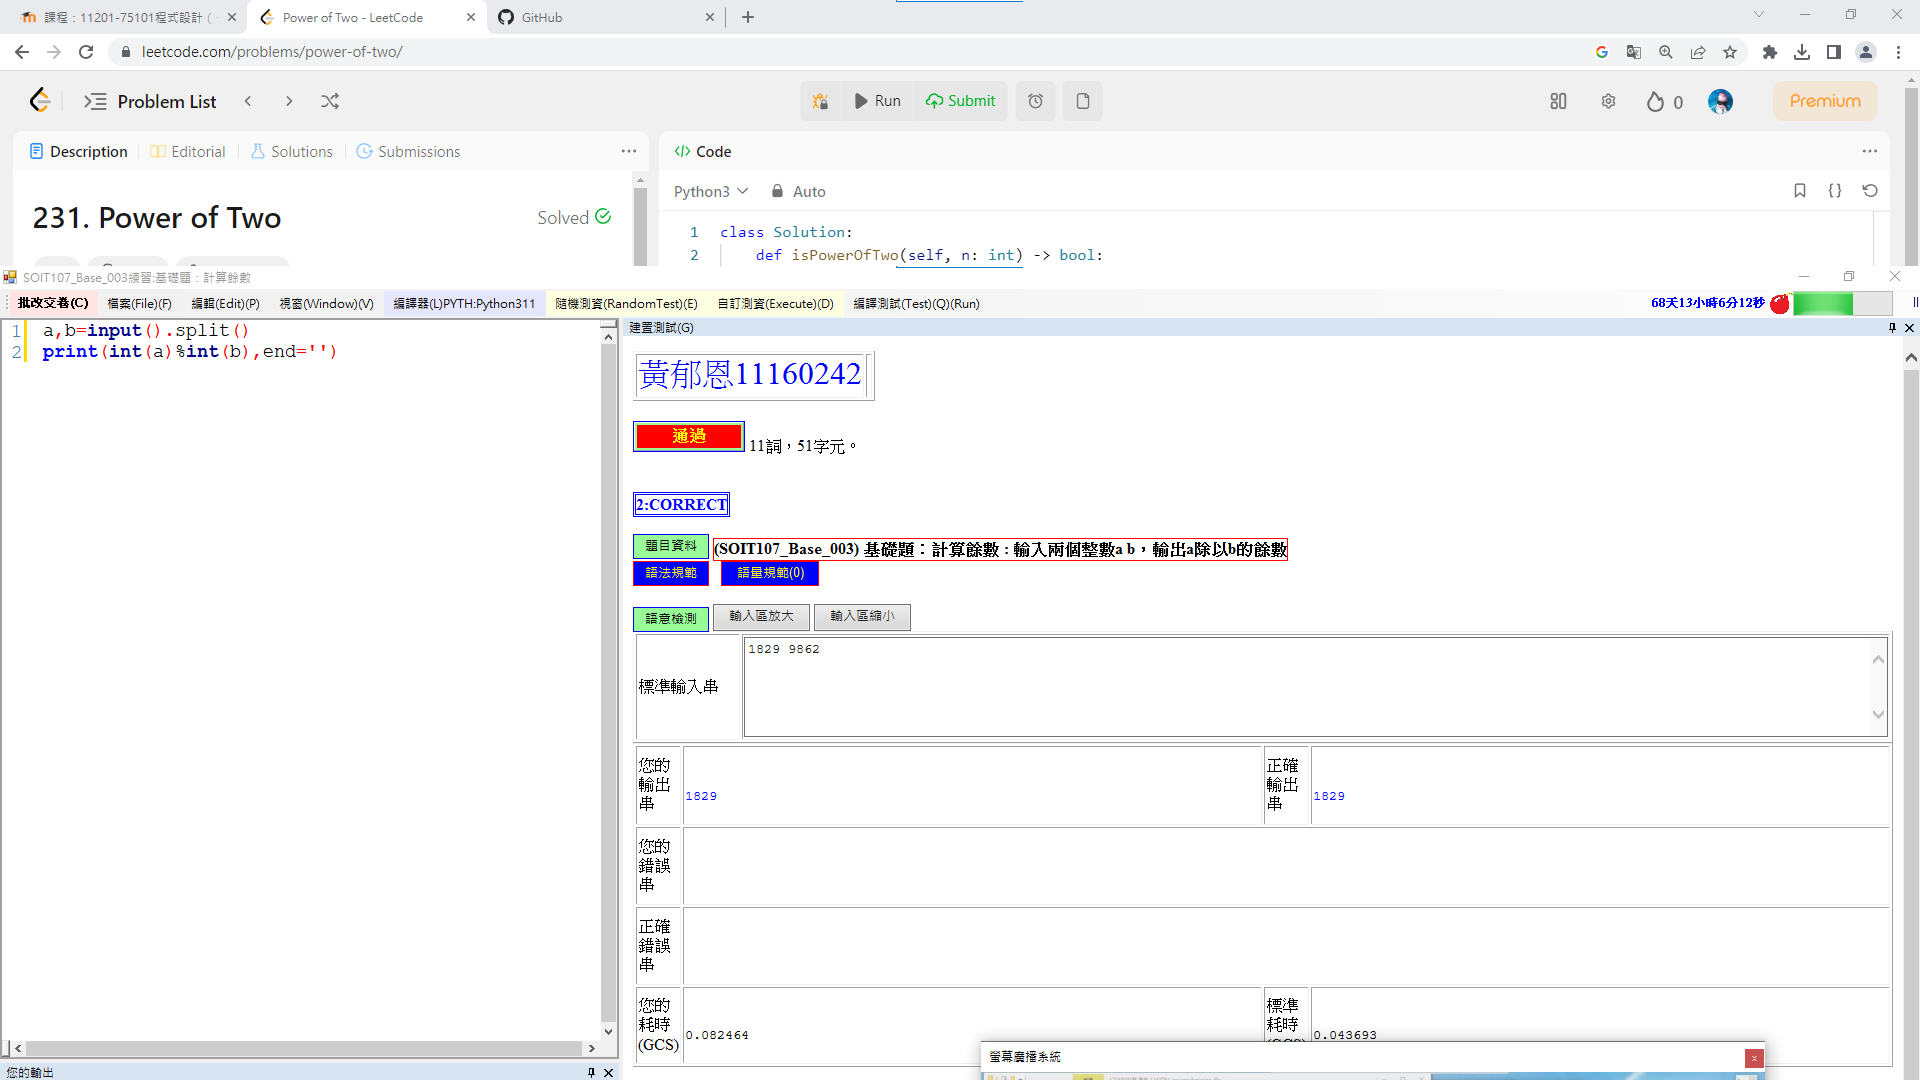 課程：11201-75101程式設計 (
Power of Two - LeetCode
GitHub
leetcode.com/problems/power-of-two/
Problem List
Run
Submit
0
Premium
Description
Editorial
Solutions
Submissions
Code
Python3
Auto
231. Power of Two
Solved
1 class Solution:
2 def isPowerOfTwo(self, n: int) -> bool:
SOIT107_Base_003練習:基礎題：計算餘數
批改交卷(C)
檔案(File)(F)
編輯(Edit)(P)
視窗(Window)(V)
編譯器(L)PYTH:Python311
隨機測資(RandomTest)(E)
自訂測資(Execute)(D)
編譯測試(Test)(Q)(Run)
68天13小時6分12秒
1 a,b=input().split()
2 print(int(a)%int(b),end='')
建置測試(G)
黃郁恩11160242
通過
11詞，51字元。
2:CORRECT
題目資料
(SOIT107_Base_003) 基礎題：計算餘數 : 輸入兩個整數a b，輸出a除以b的餘數
語法規範
語量規範(0)
語意檢測
輸入區放大
輸入區縮小
標準輸入串
1829 9862
您的輸出串
1829
正確輸出串
1829
您的錯誤串
正確錯誤串
您的耗時(GCS)
0.082464
標準耗時
0.043693
您的輸出
螢幕廣播系統